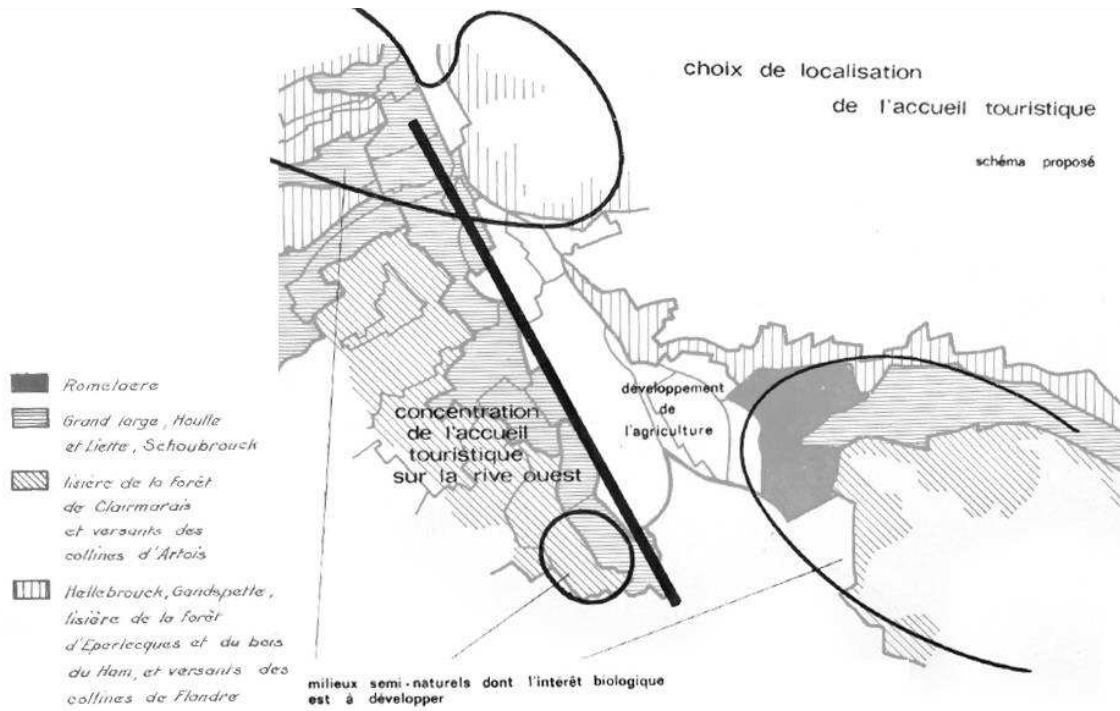 choix de localisation
de l'accueil touristique
schéma proposé
développement
de
l'agriculture
concentration
de l'accueil
touristique
sur la rive ouest
Romelaere
Grand large, Houlle
et Liette, Schoubrouck
lisière de la forêt
de Clairmarais
et versants des
collines d'Artois
Hellebrouck, Gandspette,
lisière de la forêt
d'Eperlecques et du bois
du Ham, et versants des
collines de Flandre
milieux semi-naturels dont l'intérêt biologique
est à développer